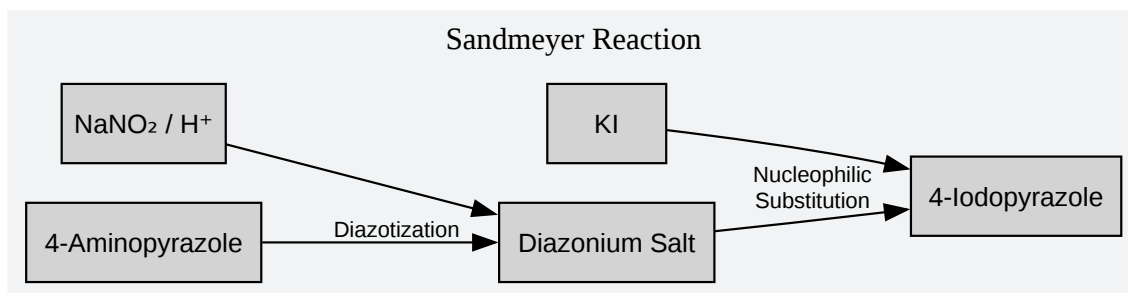 Sandmeyer Reaction
NaNO₂ / H⁺
KI
4-Aminopyrazole
Diazotization
Diazonium Salt
Nucleophilic
Substitution
4-Iodopyrazole